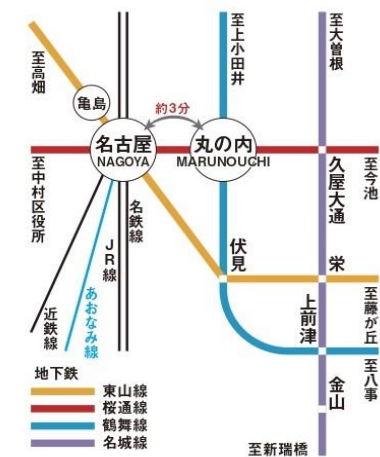 至高畑
至上小田井
至大曽根
亀島
約3分
名古屋
NAGOYA
丸の内
MARUNOUCHI
至中村区役所
久屋大通
至今池
名鉄線
JR線
あおなみ線
近鉄線
伏見
栄
至藤が丘
上前津
至八事
金山
至新瑞橋
地下鉄
東山線
桜通線
鶴舞線
名城線